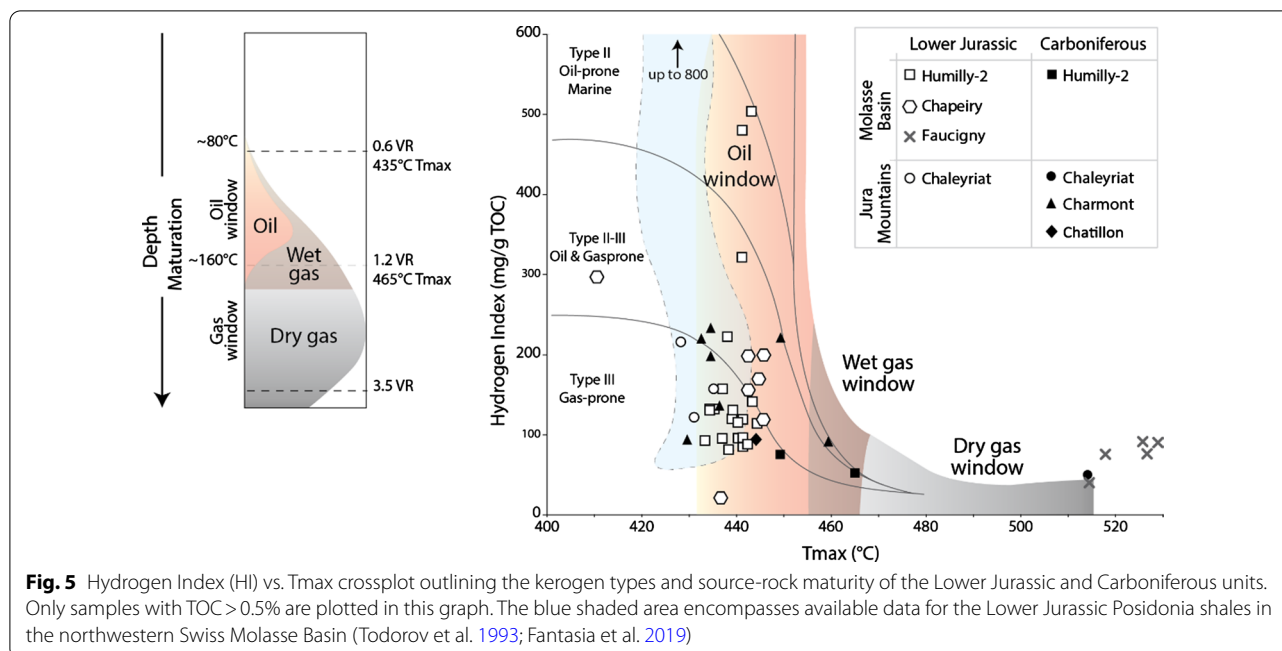 Depth
Maturation
~80°C
~160°C
Oil
window
Gas
window
Oil
Wet
gas
Dry gas
0.6 VR
435°C Tmax
1.2 VR
465°C Tmax
3.5 VR
Hydrogen Index (mg/g TOC)
600
500
400
300
200
100
0
400
420
440
460
480
500
520
Tmax (°C)
Type II
Oil-prone
Marine
up to 800
Oil
window
Type II-III
Oil & Gasprone
Type III
Gas-prone
Wet gas
window
Dry gas
window
Lower Jurassic Carboniferous
Molasse
Basin
Humilly-2 Humilly-2
Chapeiry
Faucigny
Jura
Mountains
Chaleyriat Chaleyriat
Charmont
Chatillon
Fig. 5 Hydrogen Index (HI) vs. Tmax crossplot outlining the kerogen types and source-rock maturity of the Lower Jurassic and Carboniferous units.
Only samples with TOC > 0.5% are plotted in this graph. The blue shaded area encompasses available data for the Lower Jurassic Posidonia shales in
the northwestern Swiss Molasse Basin (Todorov et al. 1993; Fantasia et al. 2019)